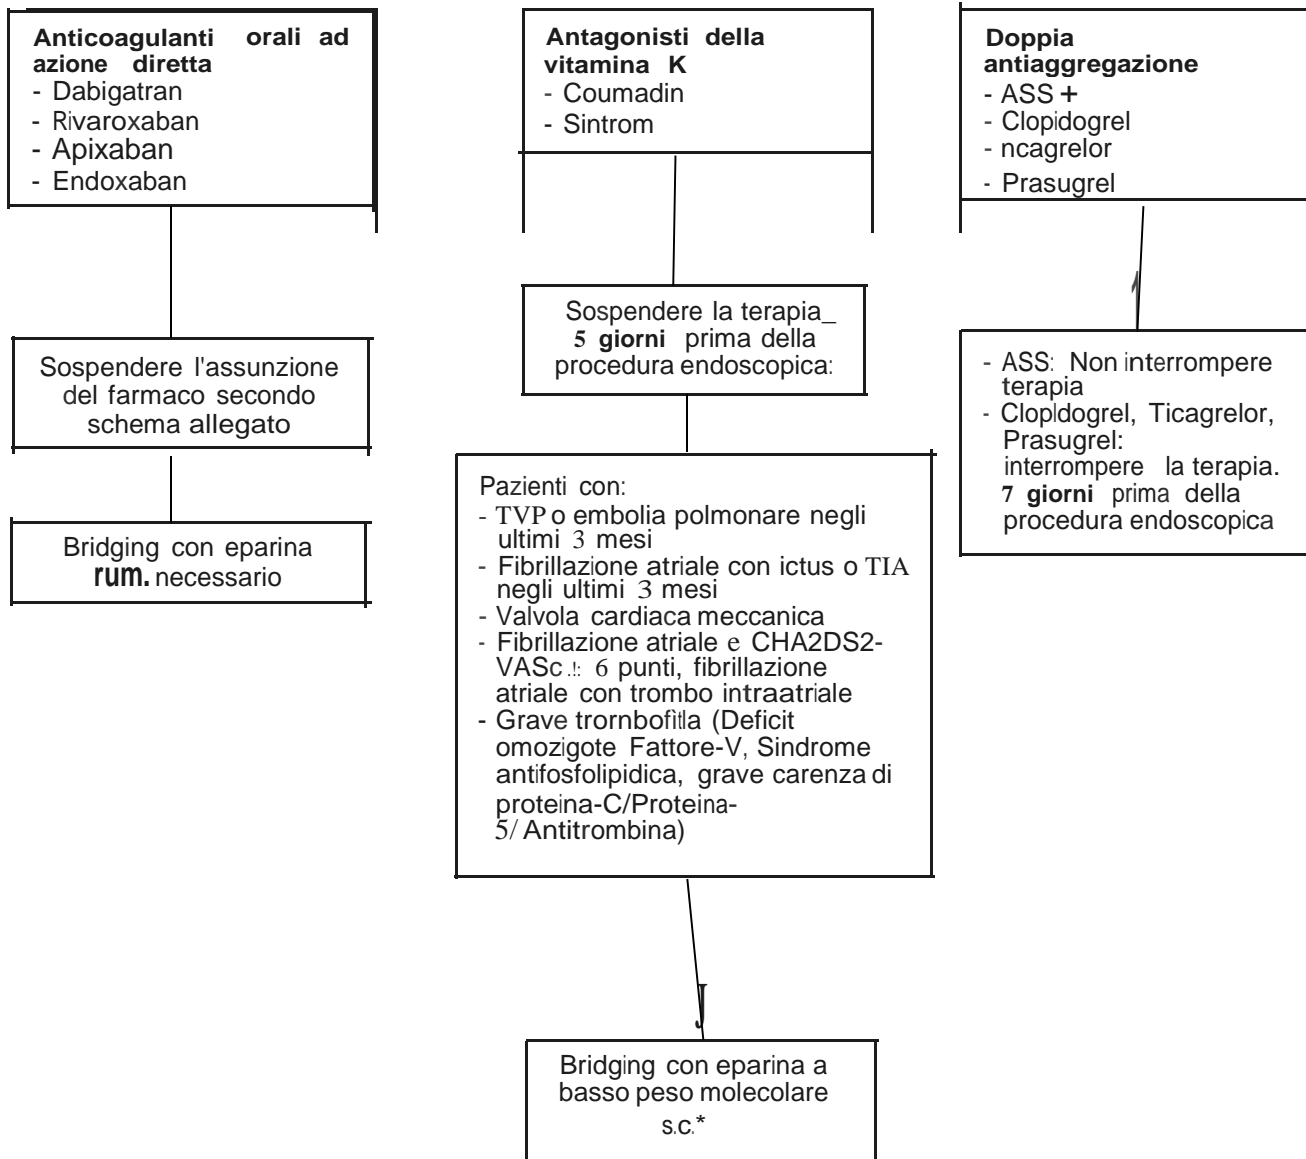 Anticoagulanti orali ad
azione diretta
- Dabigatran
- Rivaroxaban
- Apixaban
- Endoxaban
Sospendere l'assunzione
del farmaco secondo
schema allegato
Bridging con eparina
rum. necessario
Antagonisti della
vitamina K
- Coumadin
- Sintrom
Sospendere la terapia_
5 giorni prima della
procedura endoscopica:
Pazienti con:
- TVP o embolia polmonare negli
ultimi 3 mesi
- Fibrillazione atriale con ictus o TIA
negli ultimi 3 mesi
- Valvola cardiaca meccanica
- Fibrillazione atriale e CHA2DS2-
VASc .!: 6 punti, fibrillazione
atriale con trombo intraatriale
- Grave trornbofìtla (Deficit
omozigote Fattore-V, Sindrome
antifosfolipidica, grave carenza di
proteina-C/Proteina-
5/ Antitrombina)
J
Bridging con eparina a
basso peso molecolare
s.c.*
Doppia
antiaggregazione
- ASS +
- Clopidogrel
- ncagrelor
- Prasugrel
- ASS: Non interrompere
terapia
- Clopldogrel, Ticagrelor,
Prasugrel:
interrompere la terapia.
7 giorni prima della
procedura endoscopica